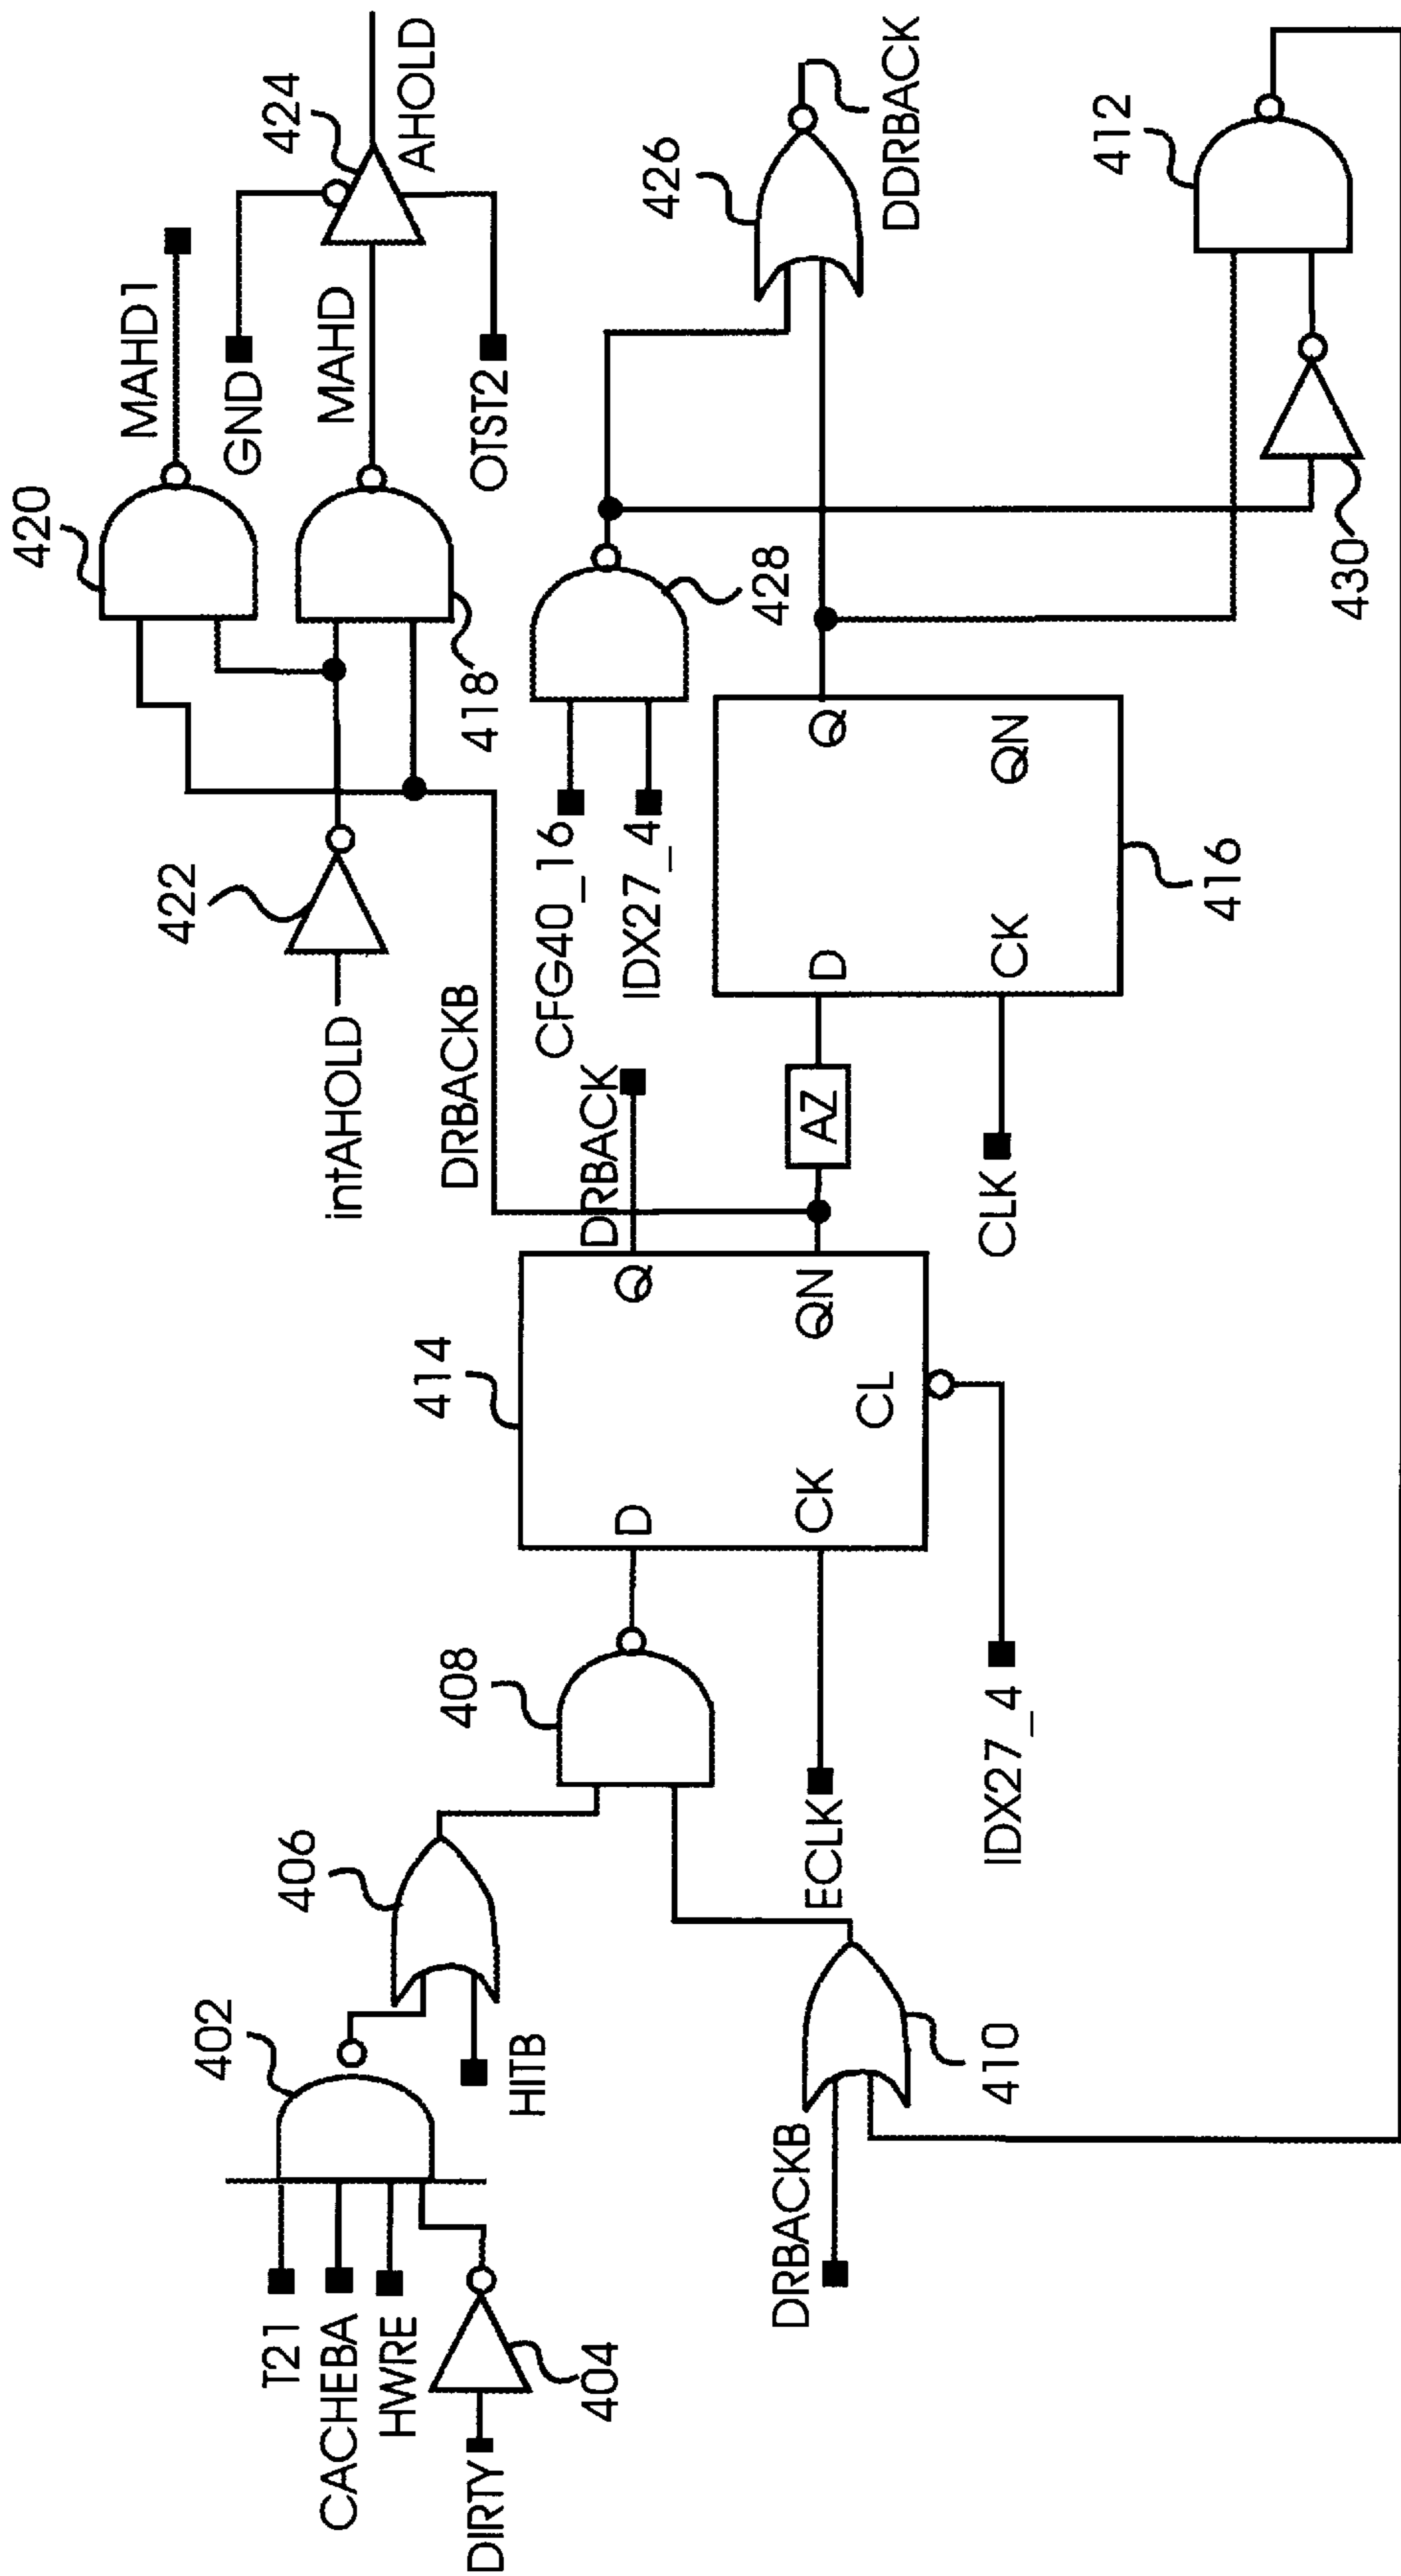 T21
CACHEBA
HWRE
DIRTY
404
402
HITB
406
DRBACKB
410
408
ECLK
IDX27_4
414
D
CK
CL
Q
QN
DRBACK
DRBACKB
intAHOLD
422
AZ
CLK
CFG40_16
IDX27_4
428
D
CK
Q
QN
416
420
418
MAHD1
GND
MAHD
OTST2
424
AHOLD
426
DDRBACK
430
412